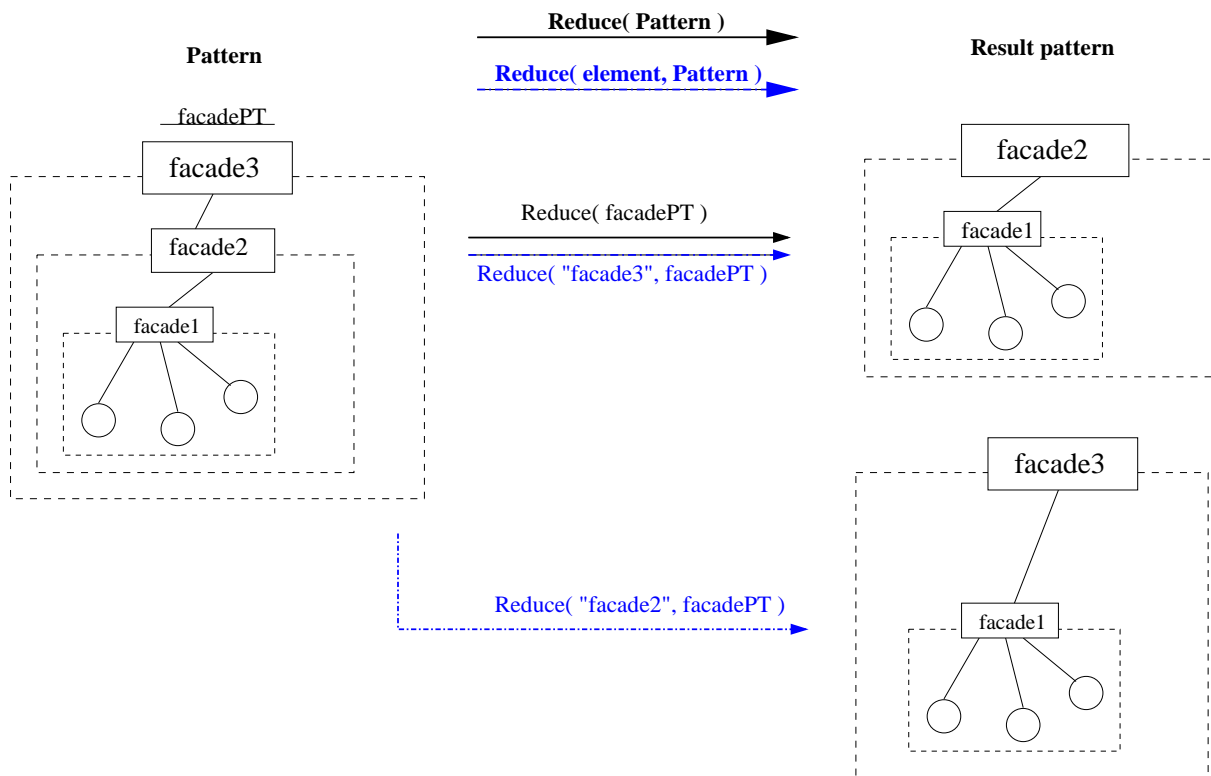 Reduce( Pattern )
Pattern
Result pattern
Reduce( element, Pattern )
facadePT
facade3
facade2
facade1
Reduce( facadePT )
Reduce( "facade3", facadePT )
facade2
facade1
Reduce( "facade2", facadePT )
facade3
facade1